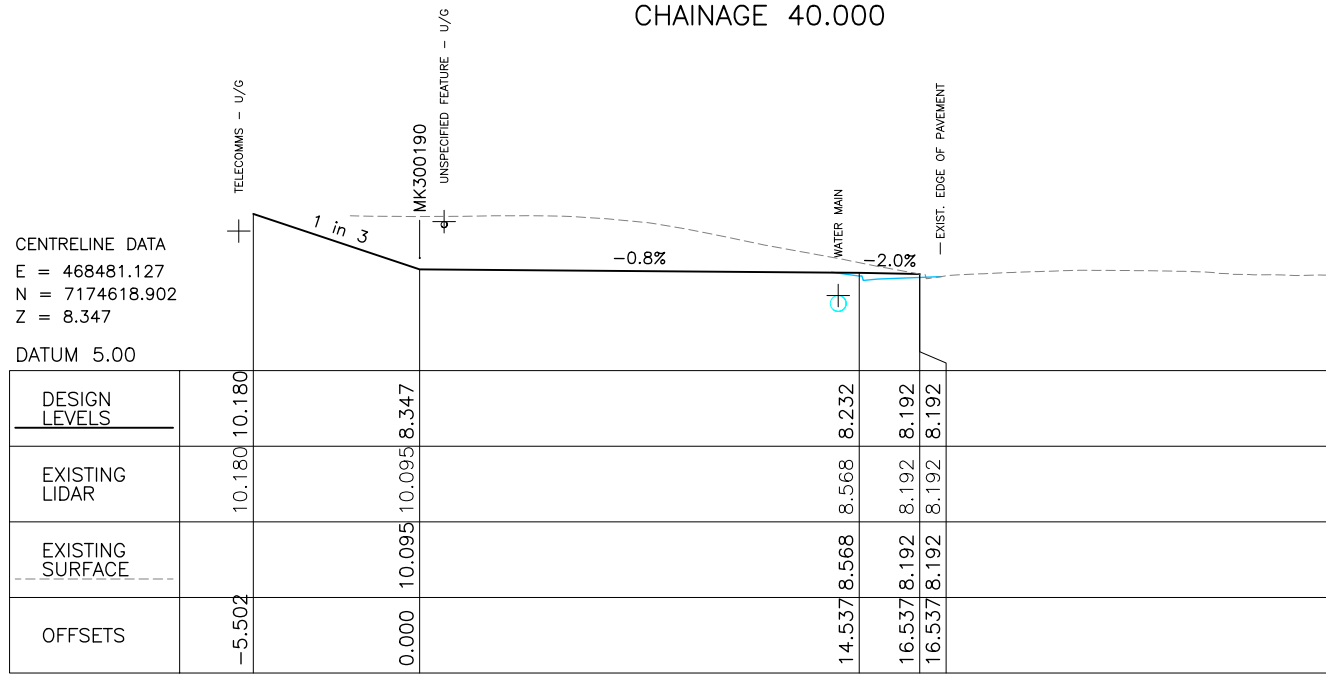 CHAINAGE 40.000
TELECOMMS - U/G
MK300190
UNSPECIFIED FEATURE - U/G
WATER MAIN
EXIST. EDGE OF PAVEMENT
1 in 3
-0.8%
-2.0%
CENTRELINE DATA
E = 468481.127
N = 7174618.902
Z = 8.347
DATUM 5.00
DESIGN
LEVELS
10.180
8.347
8.232
8.192
8.192
EXISTING
LIDAR
10.180
10.095
8.568
8.192
8.192
EXISTING
SURFACE
10.095
8.568
8.192
8.192
OFFSETS
-5.502
0.000
14.537
16.537
16.537